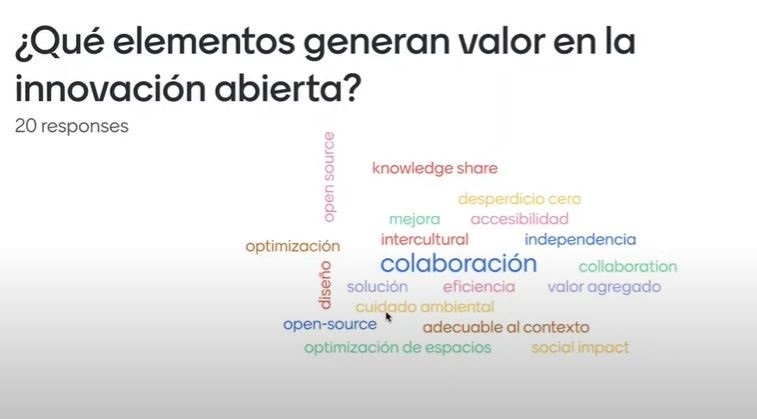 ¿Qué elementos generan valor en la
innovación abierta?
20 responses
open source
knowledge share
desperdicio cero
mejora
accesibilidad
optimización
intercultural
independencia
diseño
colaboración
collaboration
solución
eficiencia
valor agregado
cuidado ambiental
open-source
adecuable al contexto
optimización de espacios
social impact